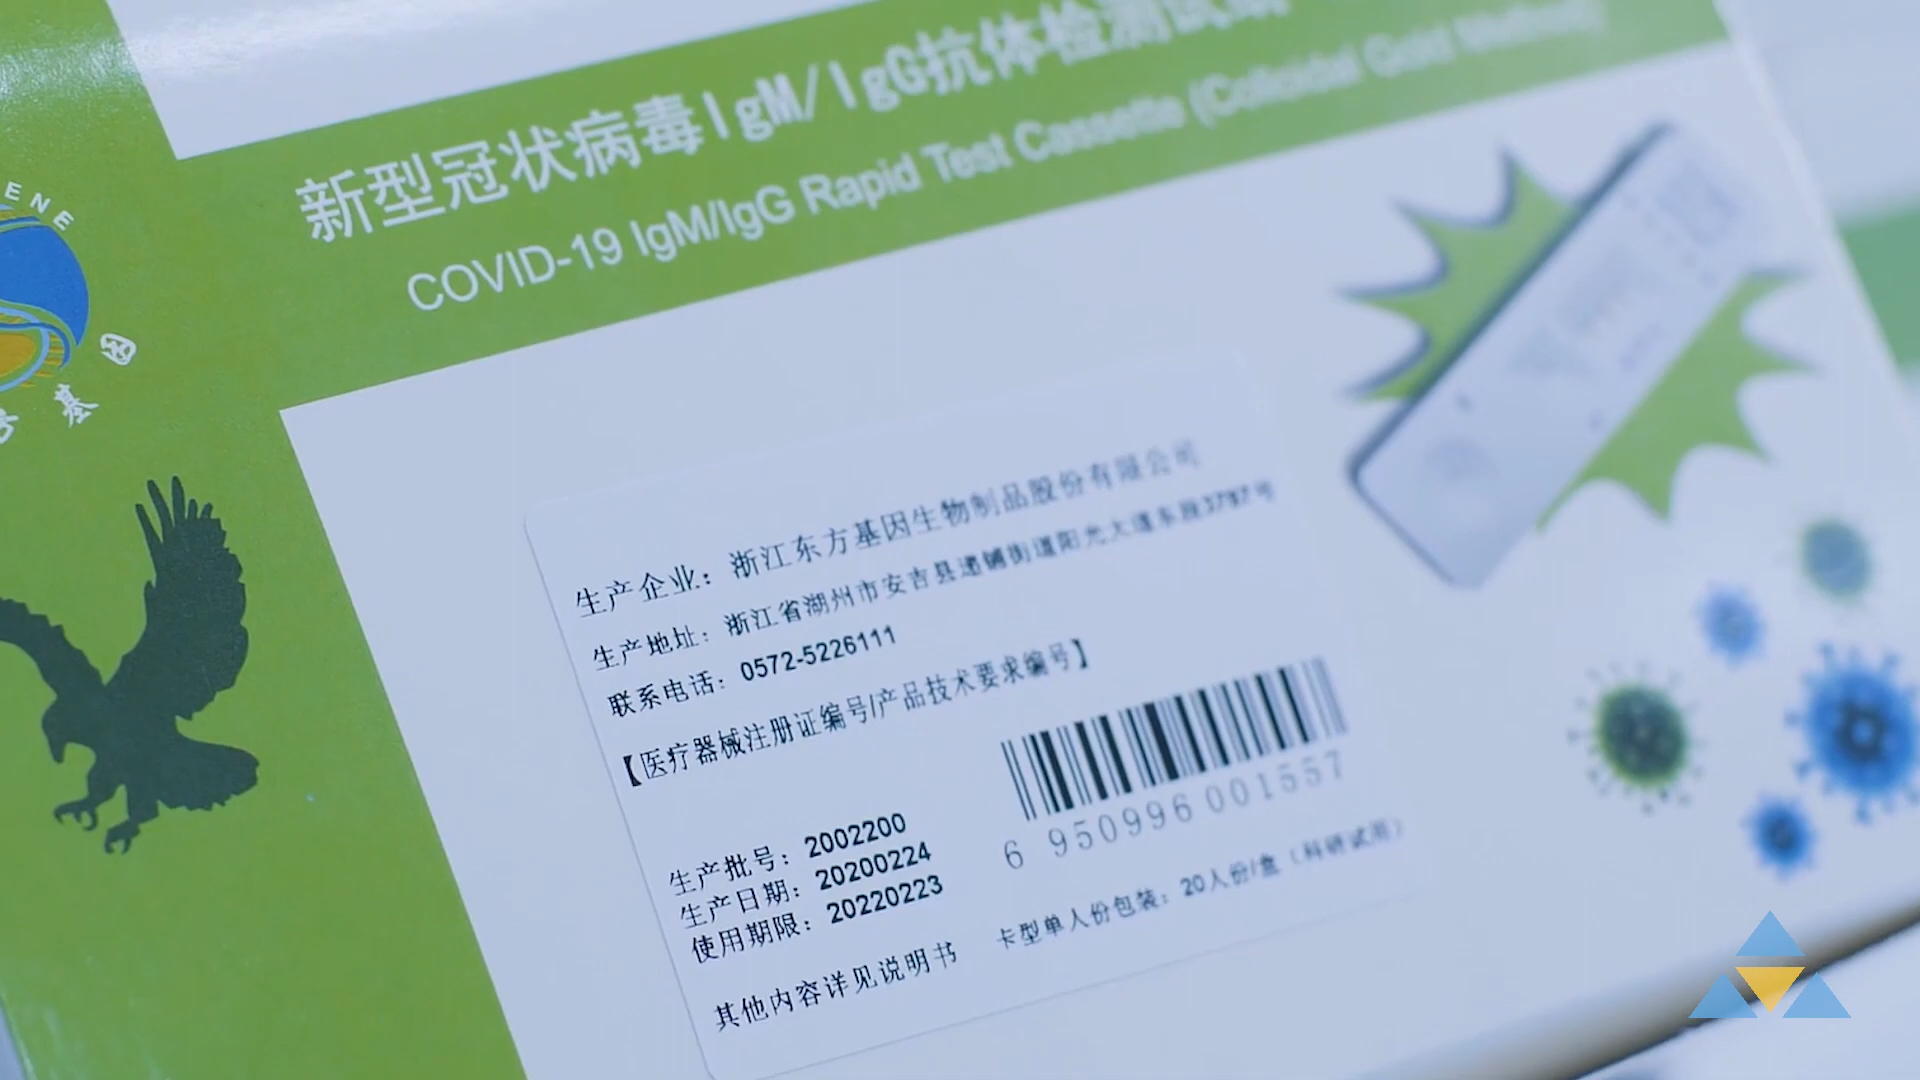 新型冠状病毒IgM/IgG抗体检测试剂
COVID-19 IgM/IgG Rapid Test Cassette (Colloidal Gold Method)
ENE
基因
生产企业：浙江东方基因生物制品股份有限公司
生产地址：浙江省湖州市安吉县递铺街道阳光大道东段3787号
联系电话：0572-5226111
【医疗器械注册证编号/产品技术要求编号】
6 950996 001557
生产批号：2002200
生产日期：20200224
使用期限：20220223
卡型单人份包装：20人份/盒（科研试用）
其他内容详见说明书